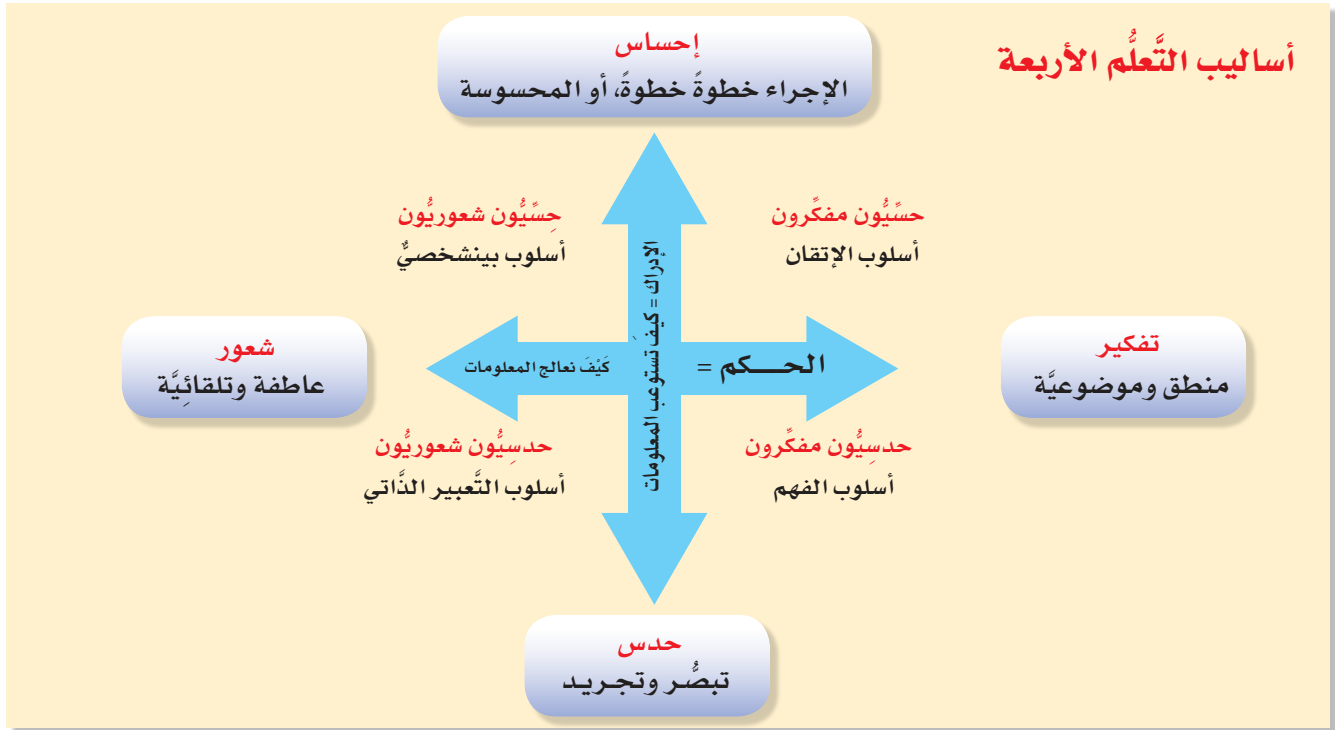 أساليب التَّعلُّم الأربعة
إحساس
الإجراء خطوةً خطوةً، أو المحسوسة
حسِّيُّون مفكِّرون
أسلوب الإتقان
حِسِّيُّون شعوريُّون
أسلوب بينشخصيٌّ
الإدراك = كيفَ تستوعب المعلومات
تفكير
منطق وموضوعيَّة
الحـــكم = كَيْفَ نعالج المعلومات
شعور
عاطفة وتلقائِيَّة
حدسِيُّون مفكِّرون
أسلوب الفهم
حدسِيُّون شعوريُّون
أسلوب التَّعبير الذَّاتي
حدس
تبصُّر وتجريد